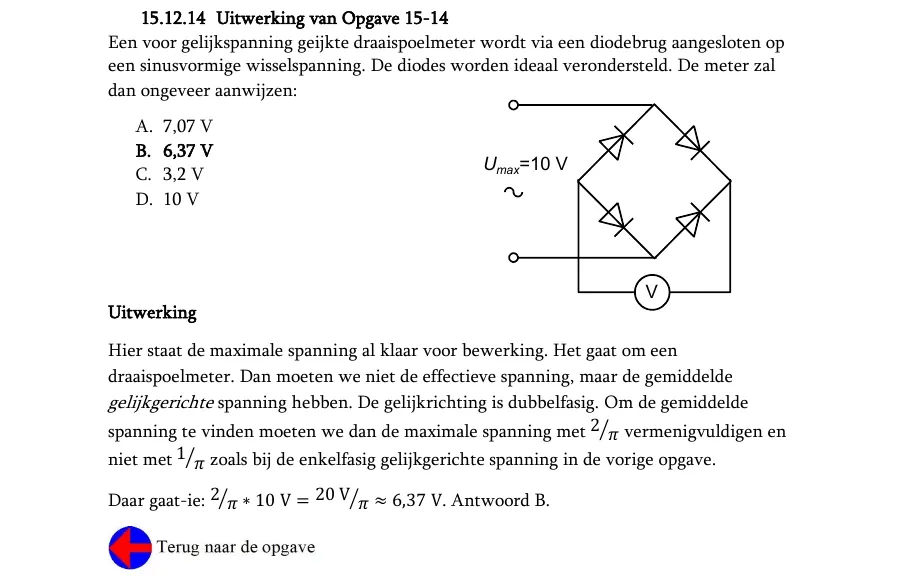 15.12.14 Uitwerking van Opgave 15-14
Een voor gelijkspanning geijkte draaispoelmeter wordt via een diodebrug aangesloten op
een sinusvormige wisselspanning. De diodes worden ideaal verondersteld. De meter zal
dan ongeveer aanwijzen:
A. 7,07 V
B. 6,37 V
C. 3,2 V
D. 10 V
Umax=10 V
~
V
Uitwerking
Hier staat de maximale spanning al klaar voor bewerking. Het gaat om een
draaispoelmeter. Dan moeten we niet de effectieve spanning, maar de gemiddelde
gelijkgerichte spanning hebben. De gelijkrichting is dubbelfasig. Om de gemiddelde
spanning te vinden moeten we dan de maximale spanning met 2/π vermenigvuldigen en
niet met 1/π zoals bij de enkelfasig gelijkgerichte spanning in de vorige opgave.
Daar gaat-ie: 2/π * 10 V = 20 V/π ≈ 6,37 V. Antwoord B.
Terug naar de opgave